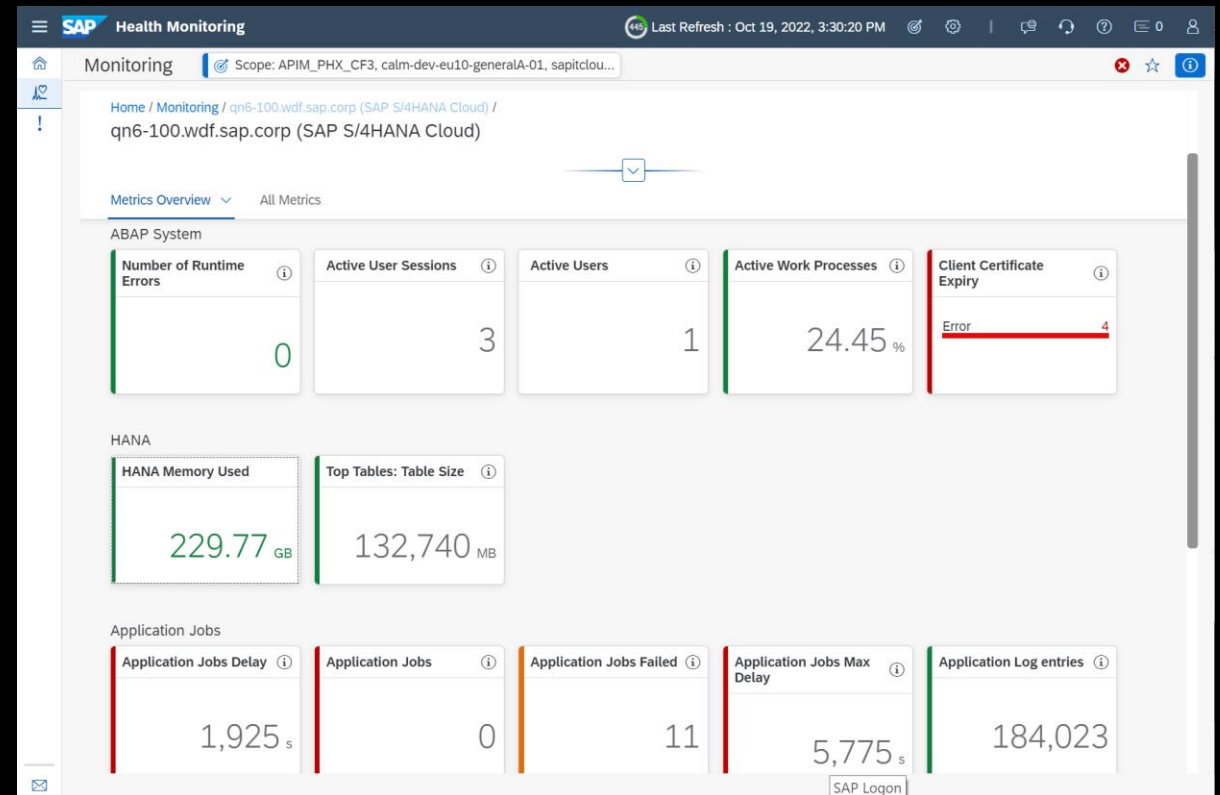 SAP Health Monitoring 445 Last Refresh : Oct 19, 2022, 3:30:20 PM 0
Monitoring Scope: APIM_PHX_CF3, calm-dev-eu10-generalA-01, sapitclou...
Home / Monitoring / qn6-100.wdf.sap.corp (SAP S/4HANA Cloud) /
qn6-100.wdf.sap.corp (SAP S/4HANA Cloud)
Metrics Overview All Metrics
ABAP System
Number of Runtime Errors
0
Active User Sessions
3
Active Users
1
Active Work Processes
24.45 %
Client Certificate Expiry
Error 4
HANA
HANA Memory Used
229.77 GB
Top Tables: Table Size
132,740 MB
Application Jobs
Application Jobs Delay
1,925 s
Application Jobs
0
Application Jobs Failed
11
Application Jobs Max Delay
5,775 s
Application Log entries
184,023
SAP Logon